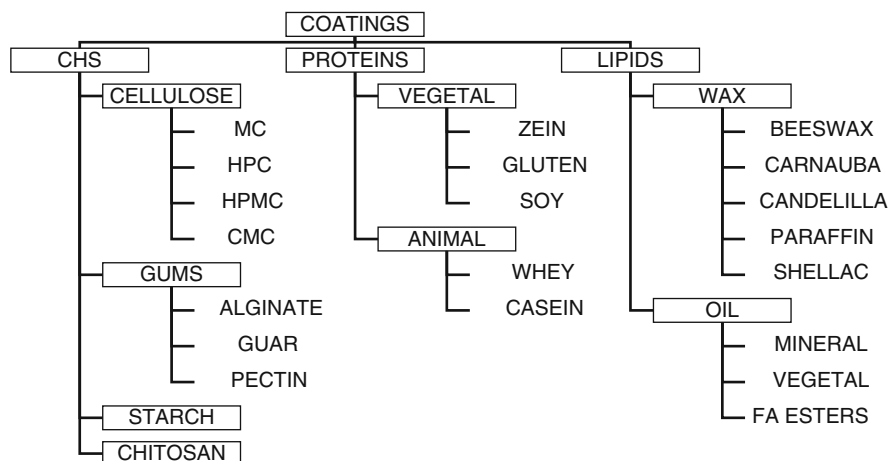 COATINGS
CHS
PROTEINS
LIPIDS
CELLULOSE
MC
HPC
HPMC
CMC
GUMS
ALGINATE
GUAR
PECTIN
STARCH
CHITOSAN
VEGETAL
ZEIN
GLUTEN
SOY
ANIMAL
WHEY
CASEIN
WAX
BEESWAX
CARNAUBA
CANDELILLA
PARAFFIN
SHELLAC
OIL
MINERAL
VEGETAL
FA ESTERS